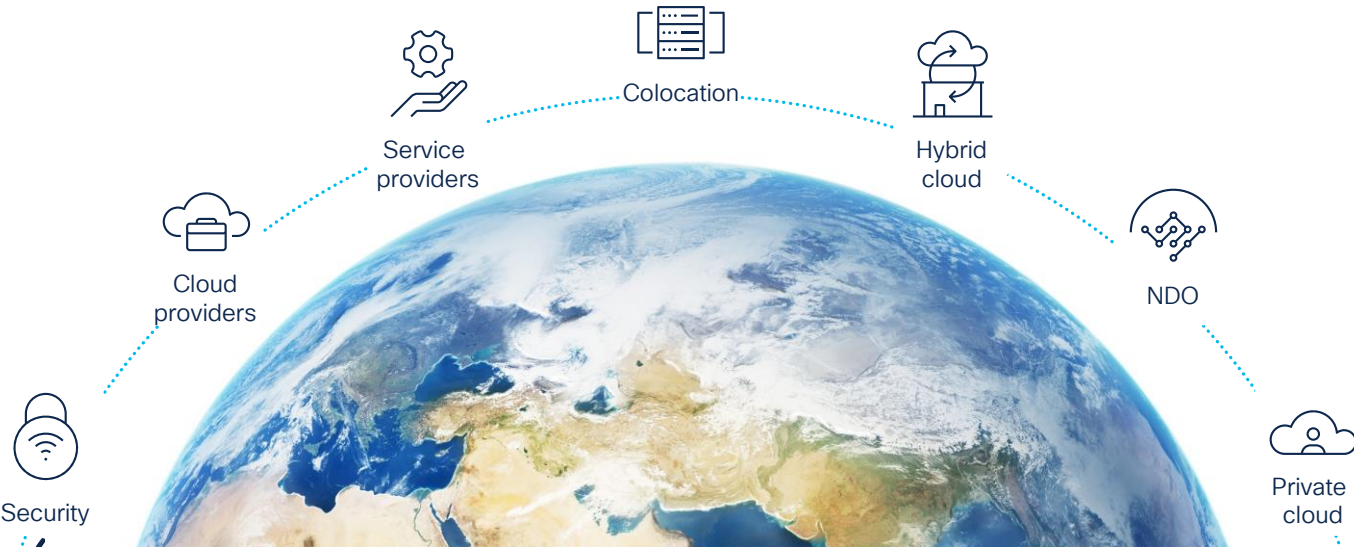 Colocation
Service
providers
Hybrid
cloud
Cloud
providers
NDO
Security
Private
cloud